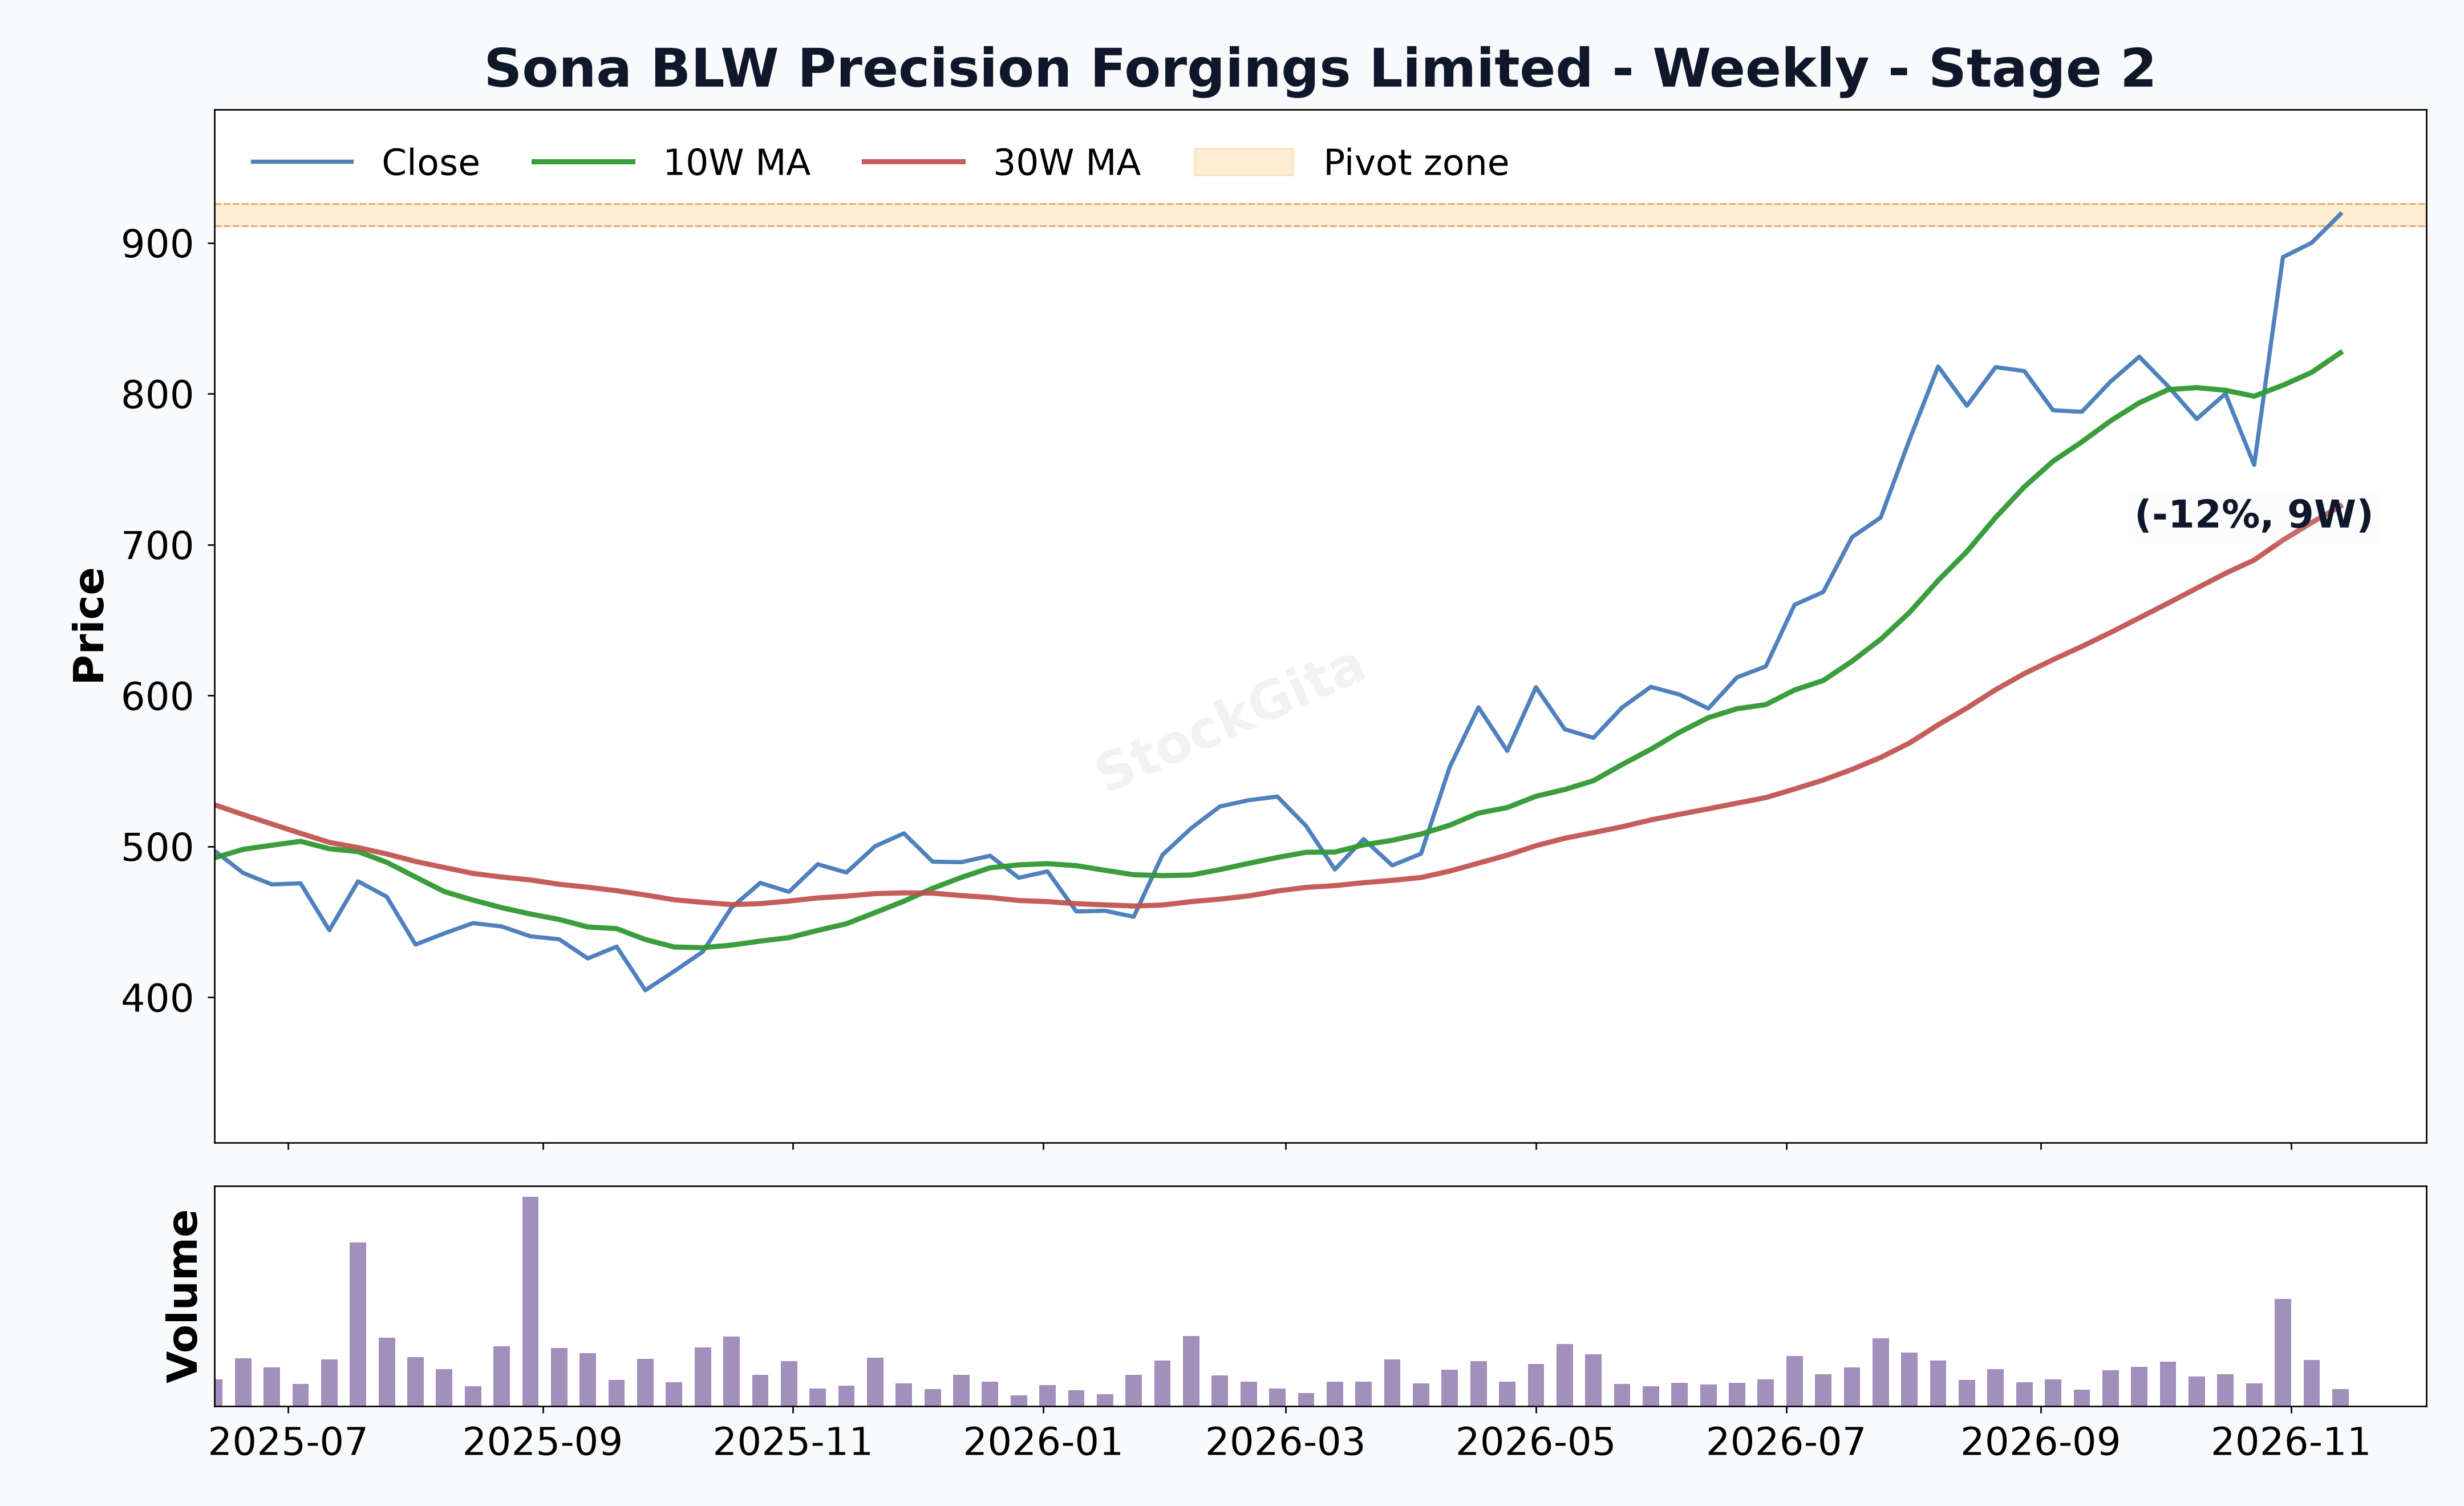 Sona BLW Precision Forgings Limited - Weekly - Stage 2
Close 10W MA 30W MA Pivot zone
900
800
700
600
500
400
Price
(-12%, 9W)
StockGita
Volume
2025-07 2025-09 2025-11 2026-01 2026-03 2026-05 2026-07 2026-09 2026-11